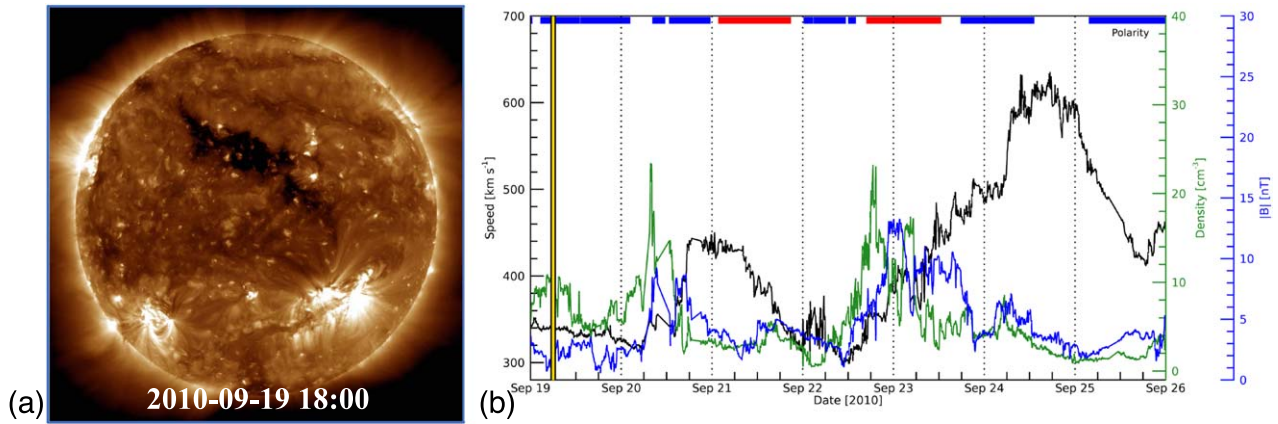 (a)
2010-09-19 18:00
(b)
700
600
500
400
300
Speed [km s⁻¹]
Polarity
40
30
20
10
0
Density [cm⁻³]
30
25
20
15
10
5
0
|B| [nT]
Sep 19 Sep 20 Sep 21 Sep 22 Sep 23 Sep 24 Sep 25 Sep 26
Date [2010]